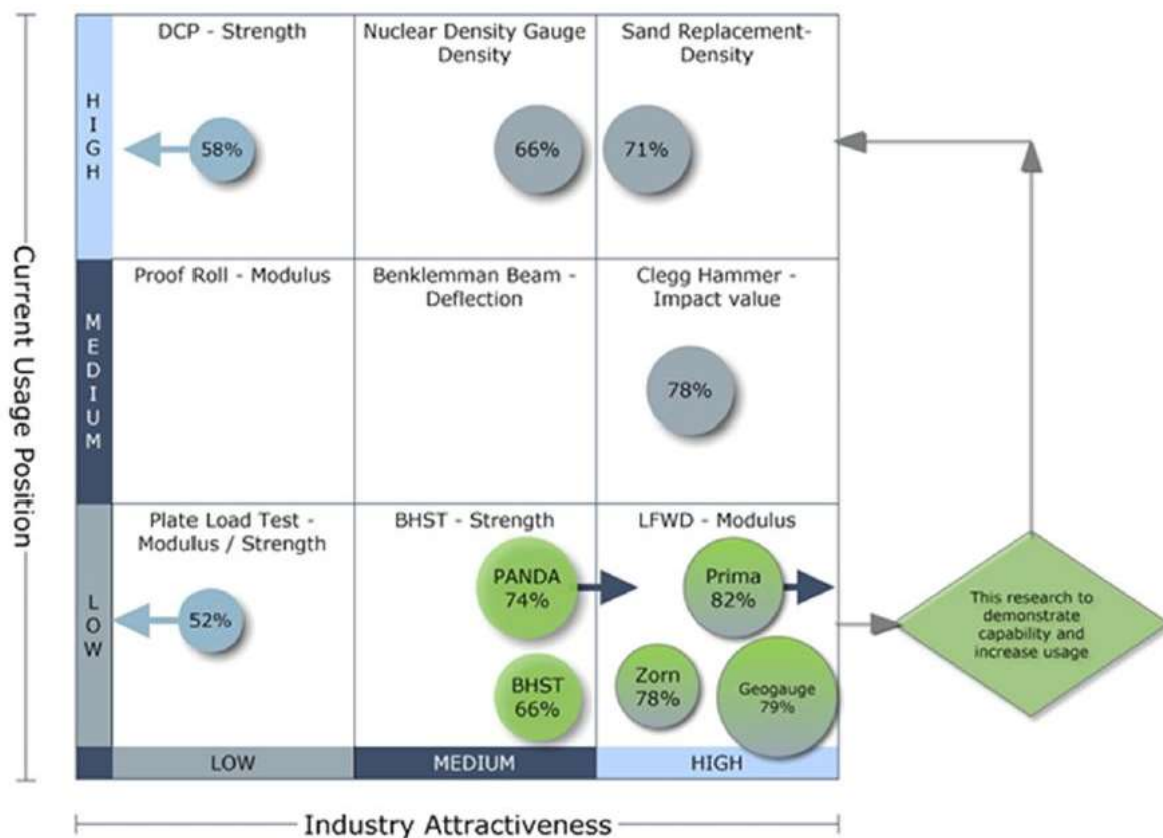 DCP - Strength
Nuclear Density Gauge
Density
Sand Replacement-
Density
HIGH
58%
66%
71%
Current Usage Position
Proof Roll - Modulus
Benklemman Beam -
Deflection
Clegg Hammer -
Impact value
MEDIUM
78%
Plate Load Test -
Modulus / Strength
BHST - Strength
LFWD - Modulus
LOW
52%
PANDA
74%
Prima
82%
BHST
66%
Zorn
78%
Geogauge
79%
This research to
demonstrate
capability and
increase usage
LOW
MEDIUM
HIGH
Industry Attractiveness